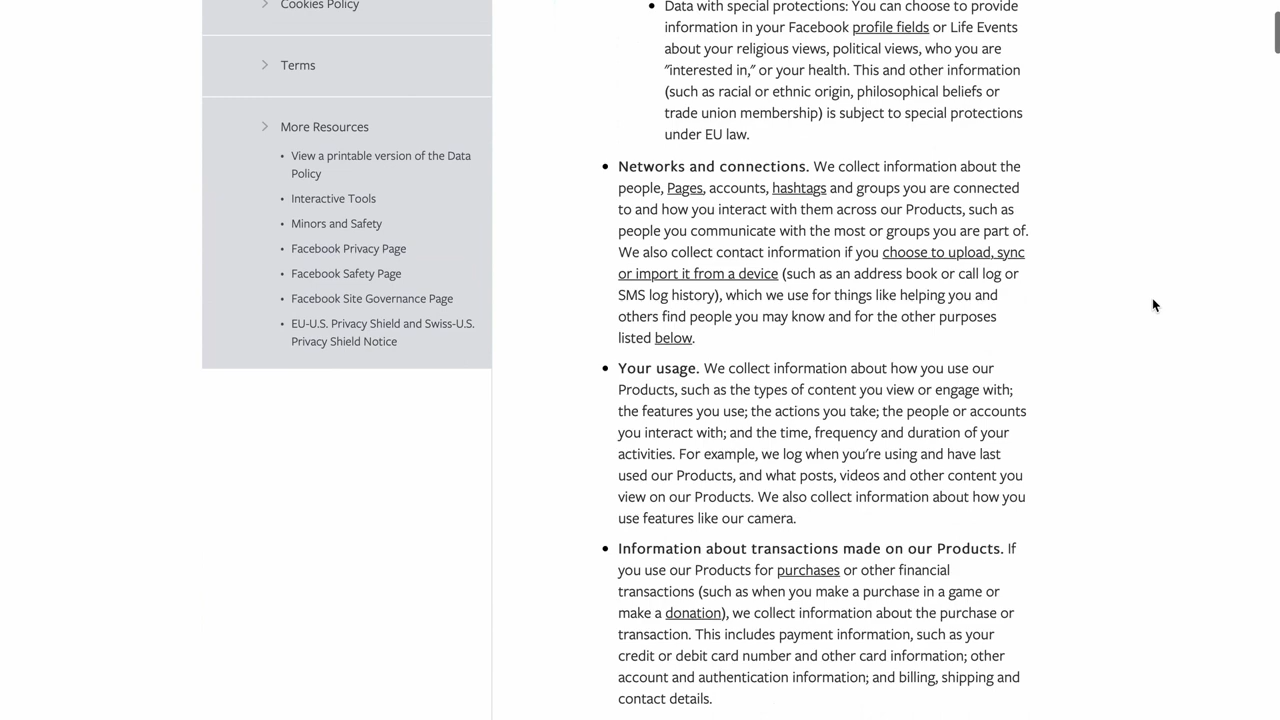 Cookies Policy
Terms
More Resources
• View a printable version of the Data
Policy
• Interactive Tools
• Minors and Safety
• Facebook Privacy Page
• Facebook Safety Page
• Facebook Site Governance Page
• EU-U.S. Privacy Shield and Swiss-U.S.
Privacy Shield Notice
• Data with special protections: You can choose to provide
information in your Facebook profile fields or Life Events
about your religious views, political views, who you are
"interested in," or your health. This and other information
(such as racial or ethnic origin, philosophical beliefs or
trade union membership) is subject to special protections
under EU law.
• Networks and connections. We collect information about the
people, Pages, accounts, hashtags and groups you are connected
to and how you interact with them across our Products, such as
people you communicate with the most or groups you are part of.
We also collect contact information if you choose to upload, sync
or import it from a device (such as an address book or call log or
SMS log history), which we use for things like helping you and
others find people you may know and for the other purposes
listed below.
• Your usage. We collect information about how you use our
Products, such as the types of content you view or engage with;
the features you use; the actions you take; the people or accounts
you interact with; and the time, frequency and duration of your
activities. For example, we log when you're using and have last
used our Products, and what posts, videos and other content you
view on our Products. We also collect information about how you
use features like our camera.
• Information about transactions made on our Products. If
you use our Products for purchases or other financial
transactions (such as when you make a purchase in a game or
make a donation), we collect information about the purchase or
transaction. This includes payment information, such as your
credit or debit card number and other card information; other
account and authentication information; and billing, shipping and
contact details.